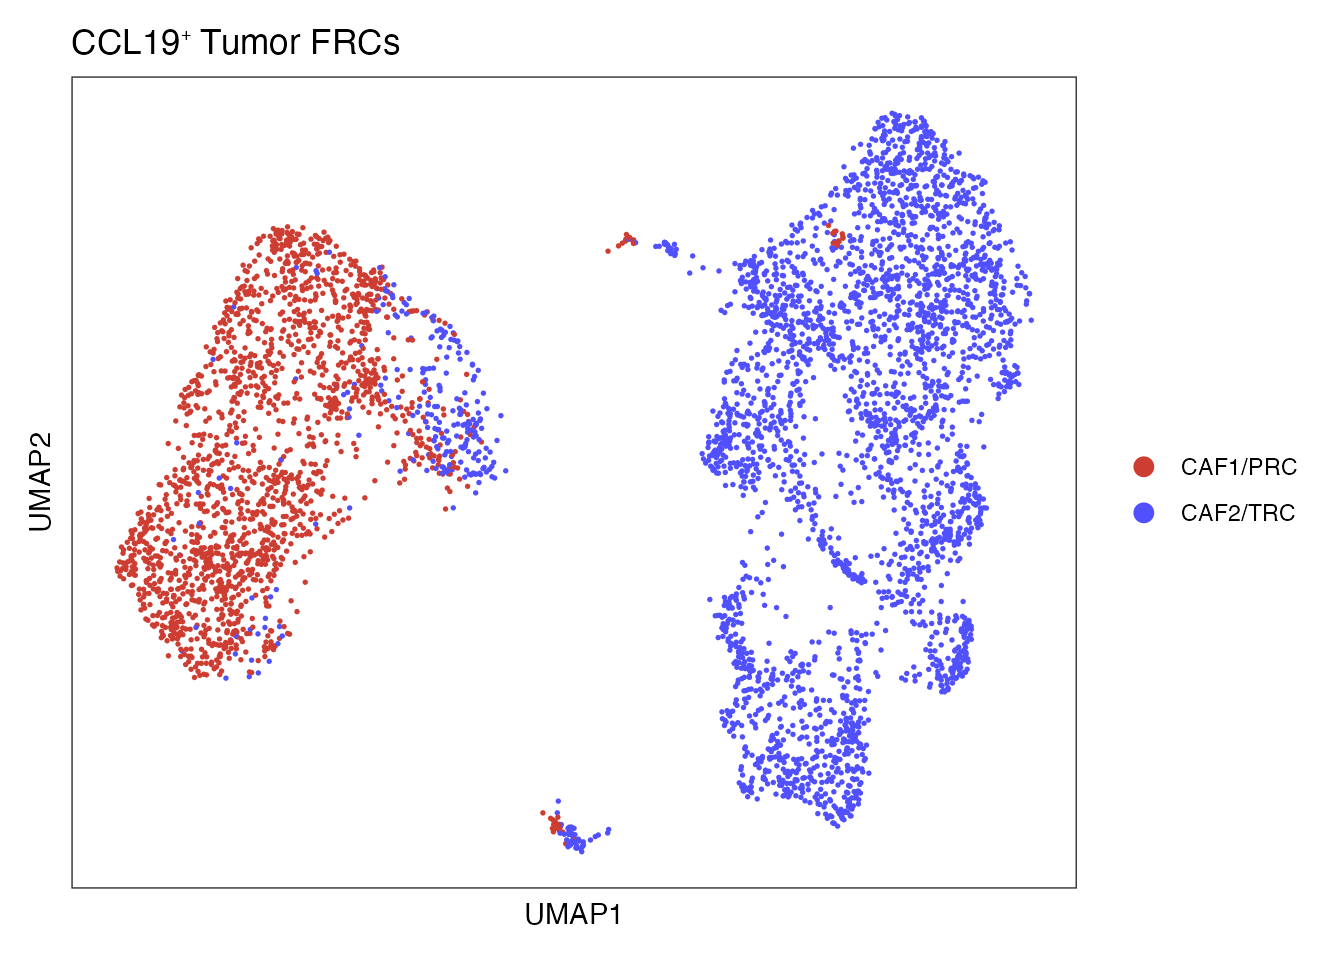 CCL19⁺ Tumor FRCs
UMAP2
CAF1/PRC
CAF2/TRC
UMAP1